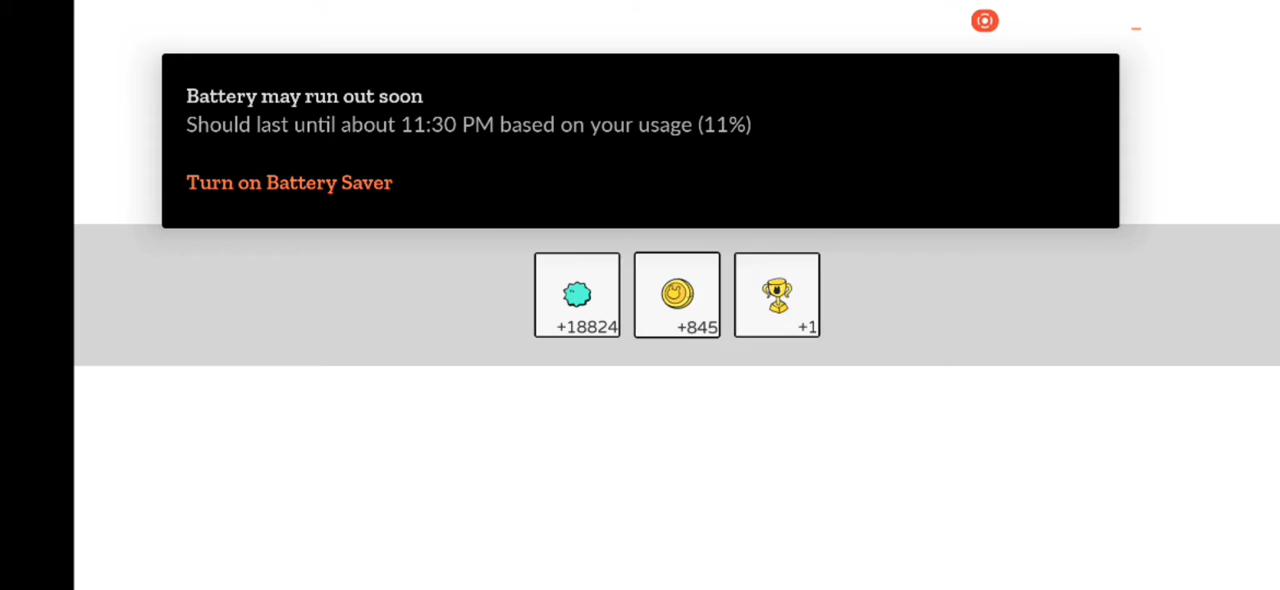 Battery may run out soon
Should last until about 11:30 PM based on your usage (11%)
Turn on Battery Saver
+18824
+845
+1